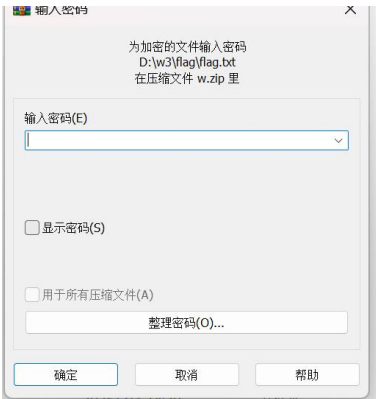 输入密码
为加密的文件输入密码
D:\w3\flag\flag.txt
在压缩文件 w.zip 里
输入密码(E)
显示密码(S)
用于所有压缩文件(A)
整理密码(O)...
确定
取消
帮助